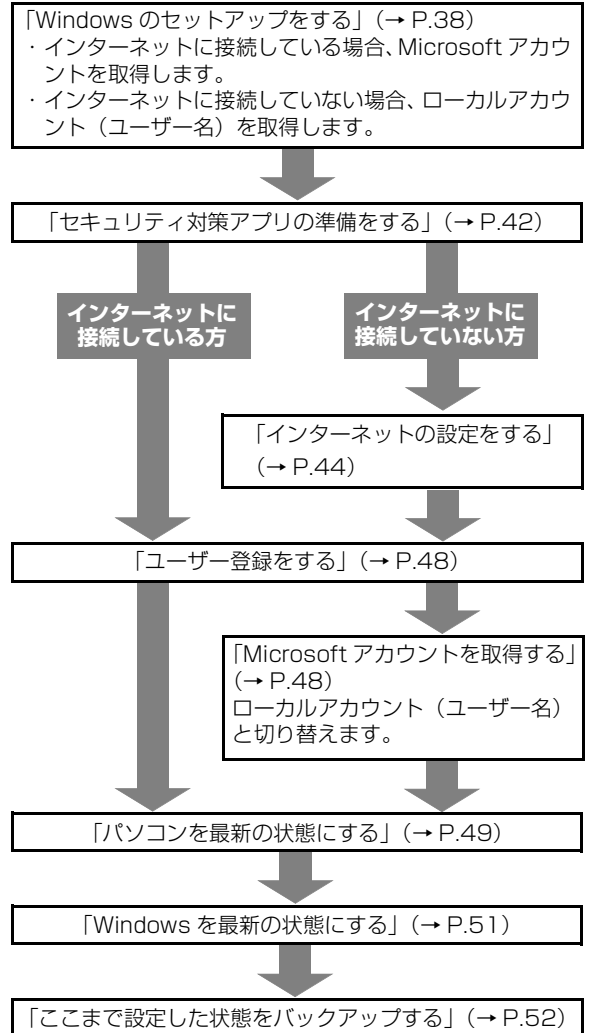 「Windows のセットアップをする」（→ P.38）
・インターネットに接続している場合、Microsoft アカウ
ントを取得します。
・インターネットに接続していない場合、ローカルアカウ
ント（ユーザー名）を取得します。
「セキュリティ対策アプリの準備をする」（→ P.42）
インターネットに
接続している方
インターネットに
接続していない方
「インターネットの設定をする」
（→ P.44）
「ユーザー登録をする」（→ P.48）
「Microsoft アカウントを取得する」
（→ P.48）
ローカルアカウント（ユーザー名）
と切り替えます。
「パソコンを最新の状態にする」（→ P.49）
「Windows を最新の状態にする」（→ P.51）
「ここまで設定した状態をバックアップする」（→ P.52）